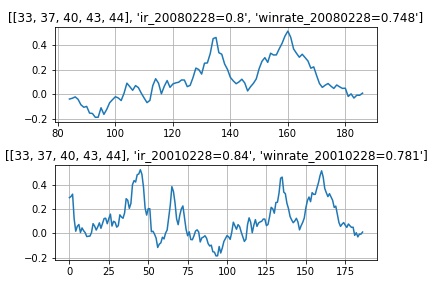 [[33, 37, 40, 43, 44], 'ir_20080228=0.8', 'winrate_20080228=0.748']
0.4
0.2
0.0
−0.2
80 100 120 140 160 180
[[33, 37, 40, 43, 44], 'ir_20010228=0.84', 'winrate_20010228=0.781']
0.4
0.2
0.0
−0.2
0 25 50 75 100 125 150 175